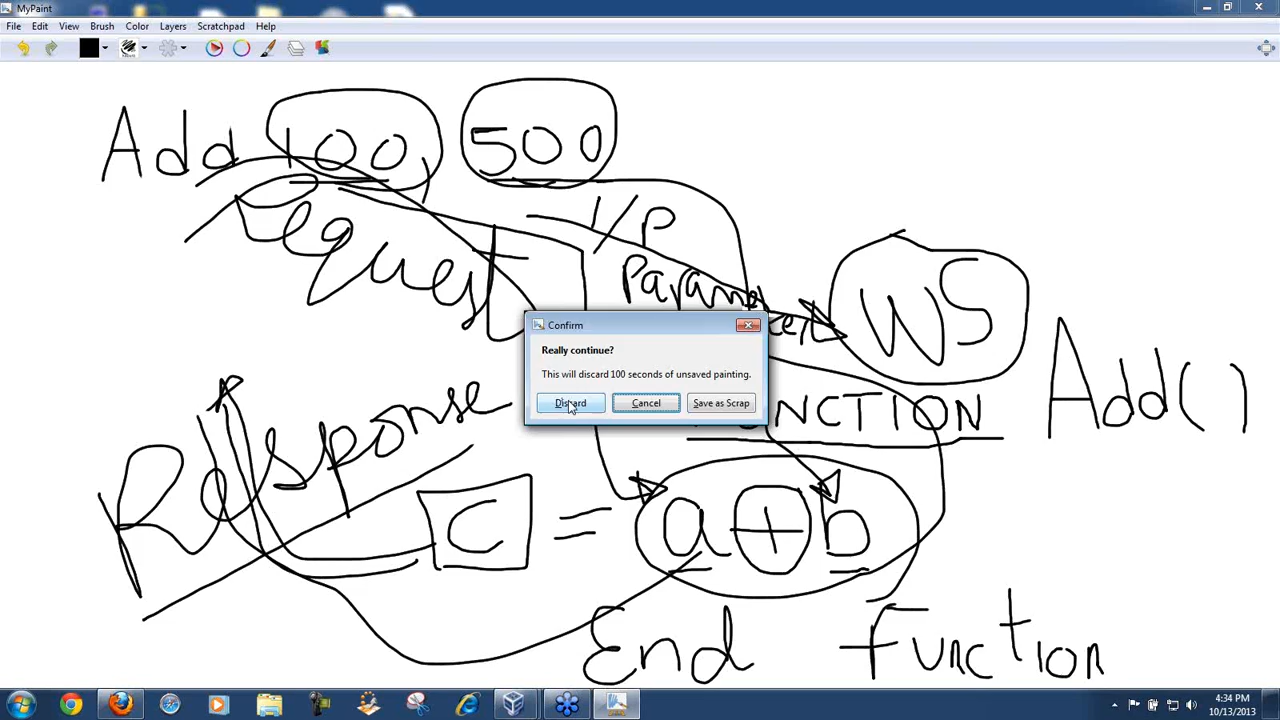 MyPaint
File Edit View Brush Color Layers Scratchpad Help
Add 100, 500
Request
I/P
Parameters
WS
Confirm
Really continue?
This will discard 100 seconds of unsaved painting.
Discard Cancel Save as Scrap
Response
FUNCTION Add()
C = a+b
End Function
4:34 PM
10/13/2013